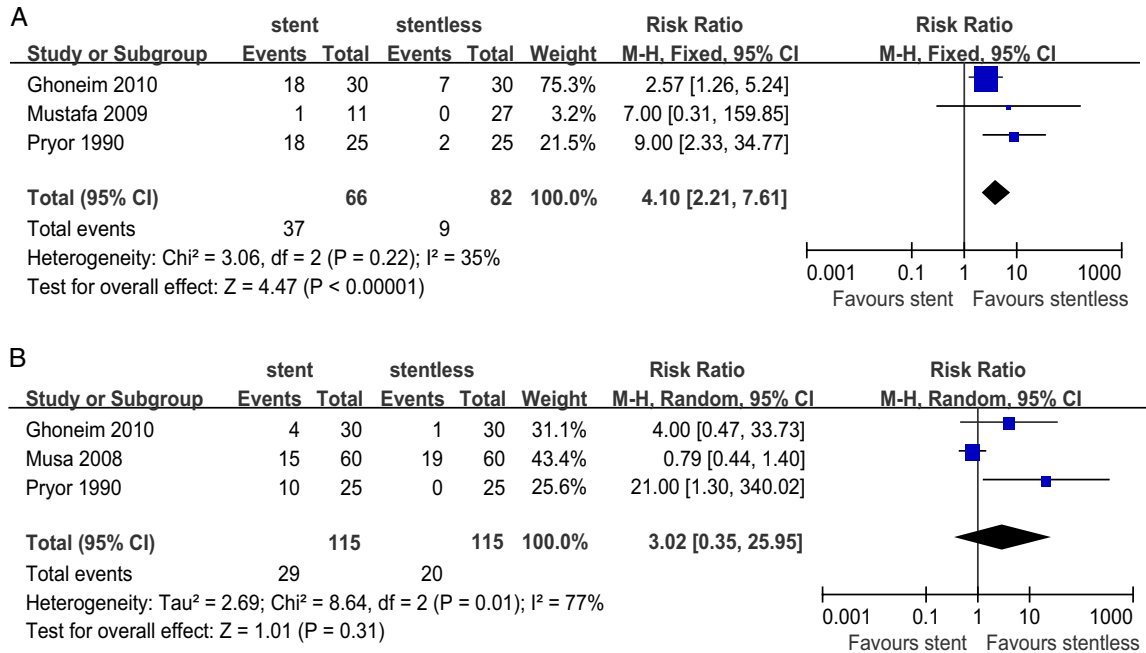 A
stent stentless Risk Ratio Risk Ratio
Study or Subgroup Events Total Events Total Weight M-H, Fixed, 95% CI M-H, Fixed, 95% CI
Ghoneim 2010 18 30 7 30 75.3% 2.57 [1.26, 5.24]
Mustafa 2009 1 11 0 27 3.2% 7.00 [0.31, 159.85]
Pryor 1990 18 25 2 25 21.5% 9.00 [2.33, 34.77]
Total (95% CI) 66 82 100.0% 4.10 [2.21, 7.61]
Total events 37 9
Heterogeneity: Chi² = 3.06, df = 2 (P = 0.22); I² = 35%
Test for overall effect: Z = 4.47 (P < 0.00001)
0.001 0.1 1 10 1000
Favours stent Favours stentless
B
stent stentless Risk Ratio Risk Ratio
Study or Subgroup Events Total Events Total Weight M-H, Random, 95% CI M-H, Random, 95% CI
Ghoneim 2010 4 30 1 30 31.1% 4.00 [0.47, 33.73]
Musa 2008 15 60 19 60 43.4% 0.79 [0.44, 1.40]
Pryor 1990 10 25 0 25 25.6% 21.00 [1.30, 340.02]
Total (95% CI) 115 115 100.0% 3.02 [0.35, 25.95]
Total events 29 20
Heterogeneity: Tau² = 2.69; Chi² = 8.64, df = 2 (P = 0.01); I² = 77%
Test for overall effect: Z = 1.01 (P = 0.31)
0.001 0.1 1 10 1000
Favours stent Favours stentless